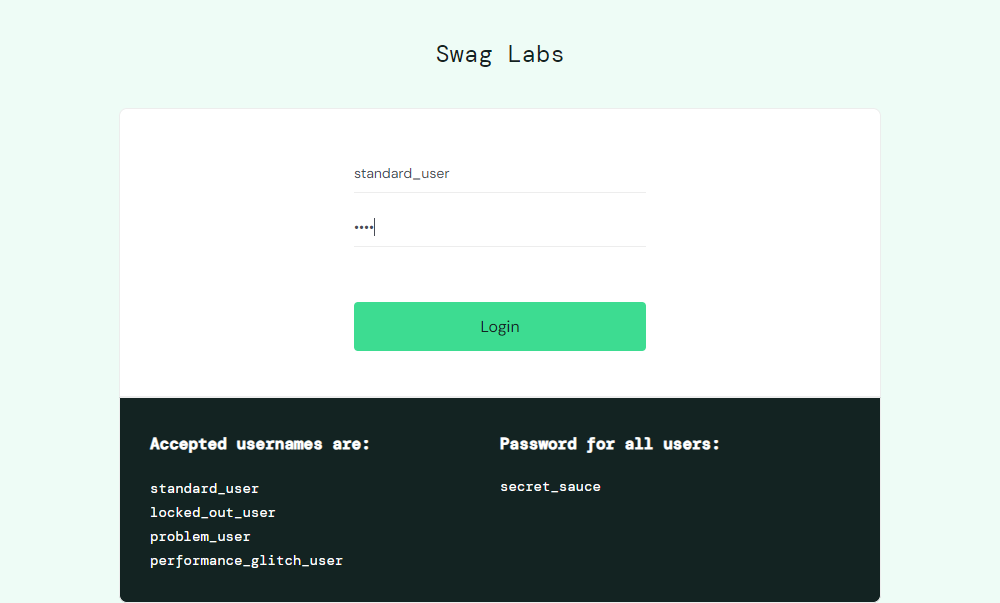 Swag Labs
standard_user
••••
Login
Accepted usernames are:
standard_user
locked_out_user
problem_user
performance_glitch_user
Password for all users:
secret_sauce